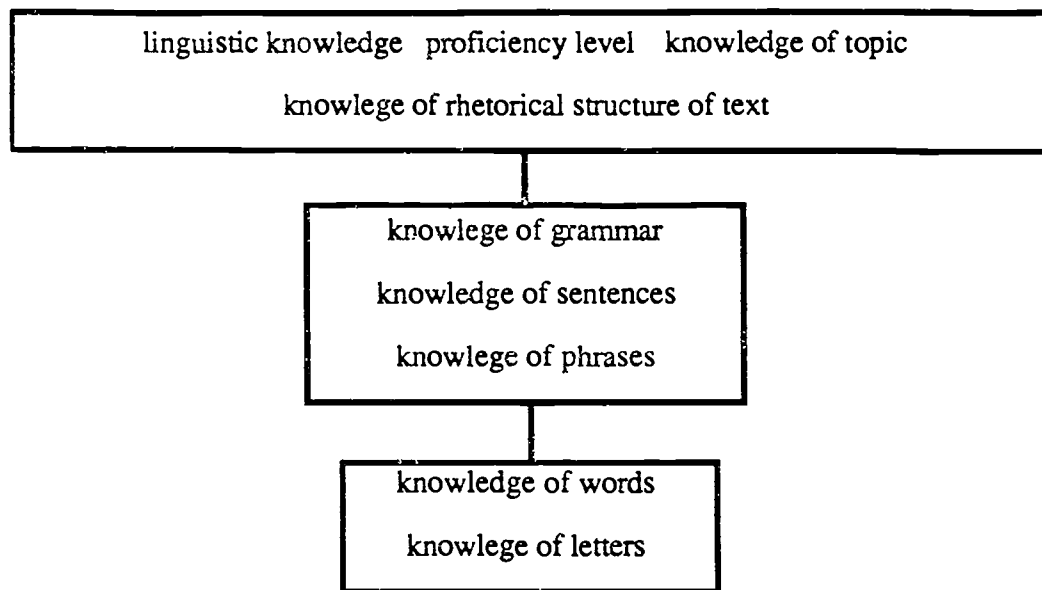 linguistic knowledge proficiency level knowledge of topic
knowlege of rhetorical structure of text
knowlege of grammar
knowledge of sentences
knowlege of phrases
knowledge of words
knowlege of letters